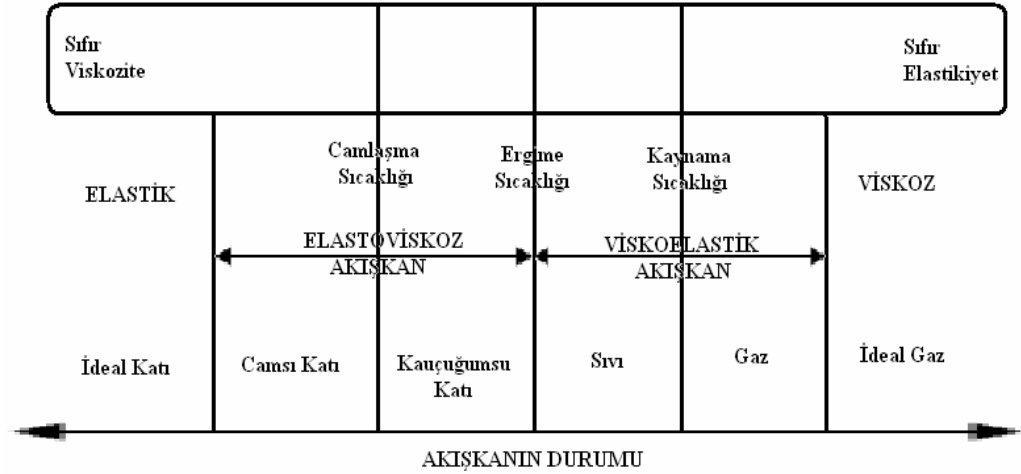 Sıfır
Viskozite
Sıfır
Elastikiyet
Camlaşma
Sıcaklığı
Ergime
Sıcaklığı
Kaynama
Sıcaklığı
ELASTİK
VİSKOZ
ELASTOVİSKOZ
AKIŞKAN
VİSKOELASTİK
AKIŞKAN
İdeal Katı
Camsı Katı
Kauçuğumsu
Katı
Sıvı
Gaz
İdeal Gaz
AKIŞKANIN DURUMU